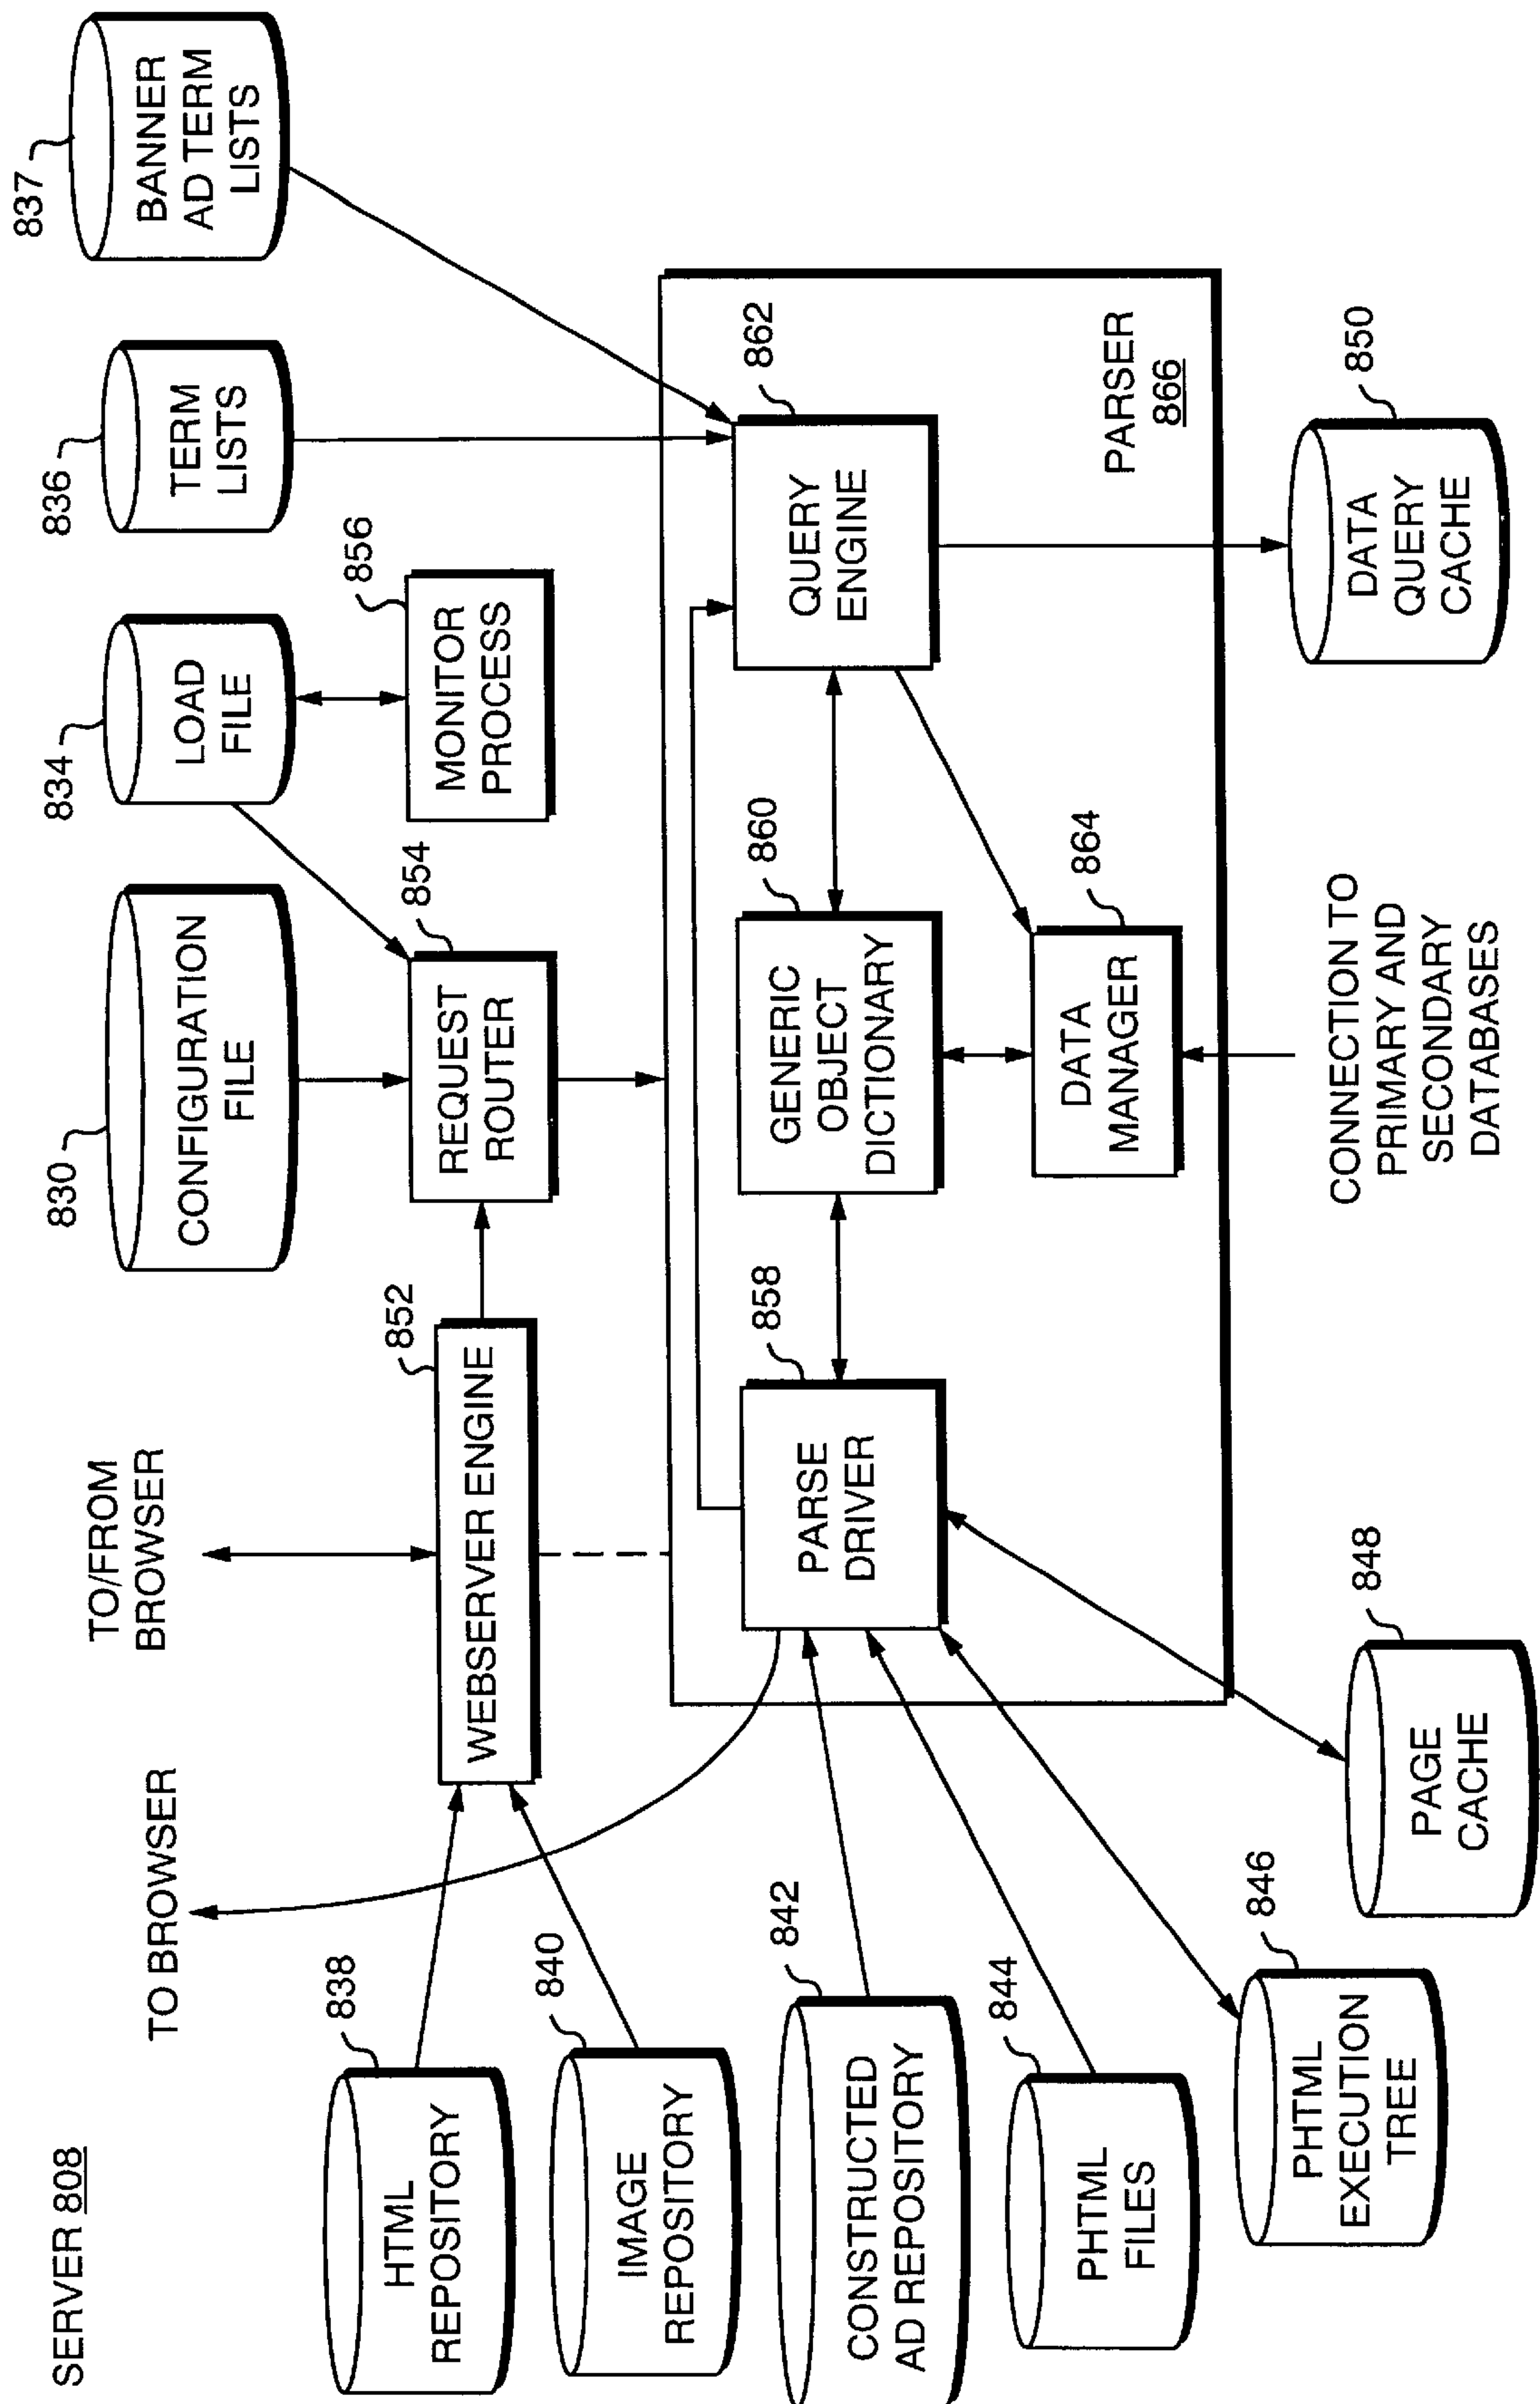 SERVER 808
TO BROWSER
TO/FROM
BROWSER
830
CONFIGURATION
FILE
834
LOAD
FILE
836
TERM
LISTS
837
BANNER
AD TERM
LISTS
838
HTML
REPOSITORY
852
WEBSERVER ENGINE
854
REQUEST
ROUTER
856
MONITOR
PROCESS
840
IMAGE
REPOSITORY
842
CONSTRUCTED
AD REPOSITORY
858
PARSE
DRIVER
860
GENERIC
OBJECT
DICTIONARY
862
QUERY
ENGINE
844
PHTML
FILES
864
DATA
MANAGER
PARSER
866
846
PHTML
EXECUTION
TREE
848
PAGE
CACHE
CONNECTION TO
PRIMARY AND
SECONDARY
DATABASES
850
DATA
QUERY
CACHE